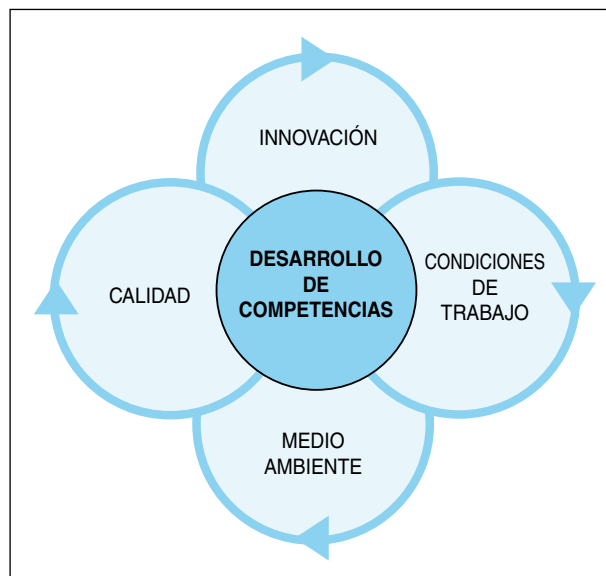 INNOVACIÓN
DESARROLLO
DE
COMPETENCIAS
CONDICIONES
DE
TRABAJO
CALIDAD
MEDIO
AMBIENTE